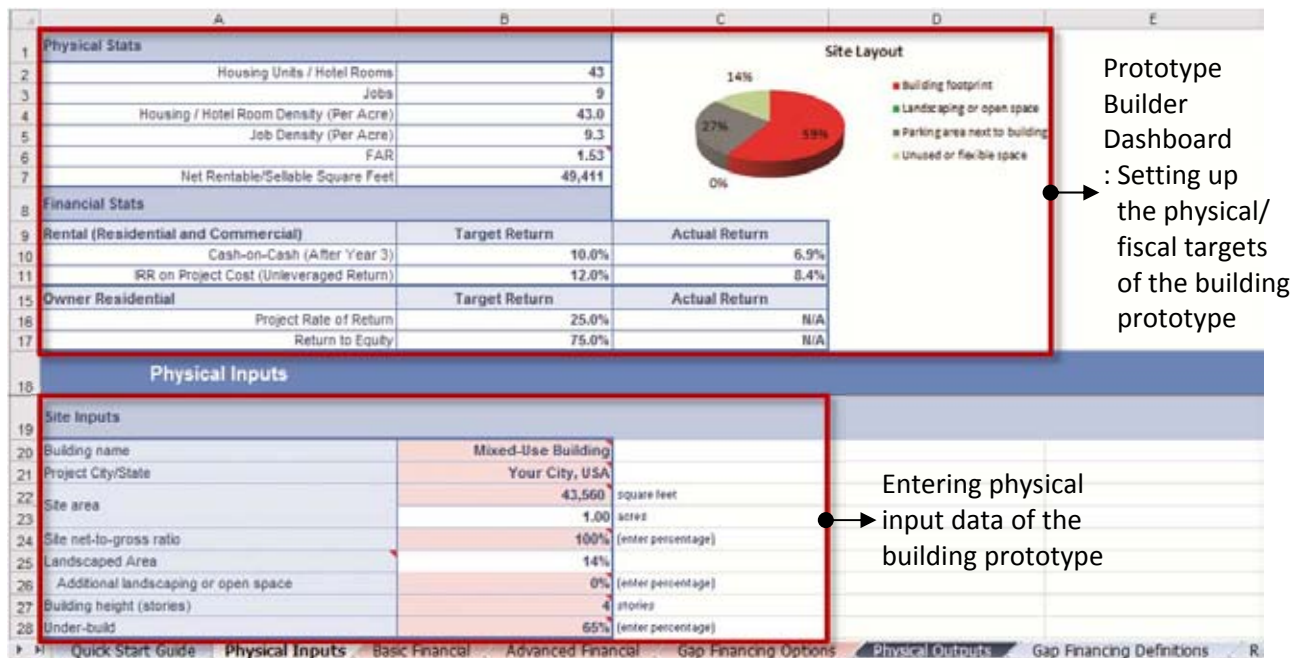 A B C D E
1 Physical Stats
2 Housing Units / Hotel Rooms 43
3 Jobs 9
4 Housing / Hotel Room Density (Per Acre) 43.0
5 Job Density (Per Acre) 9.3
6 FAR 1.53
7 Net Rentable/Sellable Square Feet 49,411
Site Layout
14%
27%
59%
0%
Building footprint
Landscaping or open space
Parking area next to building
Unused or flexible space
8 Financial Stats
9 Rental (Residential and Commercial) Target Return Actual Return
10 Cash-on-Cash (After Year 3) 10.0% 6.9%
11 IRR on Project Cost (Unleveraged Return) 12.0% 8.4%
15 Owner Residential Target Return Actual Return
16 Project Rate of Return 25.0% N/A
17 Return to Equity 75.0% N/A
Prototype
Builder
Dashboard
: Setting up
the physical/
fiscal targets
of the building
prototype
18 Physical Inputs
19 Site Inputs
20 Building name Mixed-Use Building
21 Project City/State Your City, USA
22 Site area 43,560 square feet
23 1.00 acres
24 Site net-to-gross ratio 100% (enter percentage)
25 Landscaped Area 14%
26 Additional landscaping or open space 0% (enter percentage)
27 Building height (stories) 4 stories
28 Under-build 65% (enter percentage)
Entering physical
input data of the
building prototype
Quick Start Guide Physical Inputs Basic Financial Advanced Financial Gap Financing Options Physical Outputs Gap Financing Definitions R